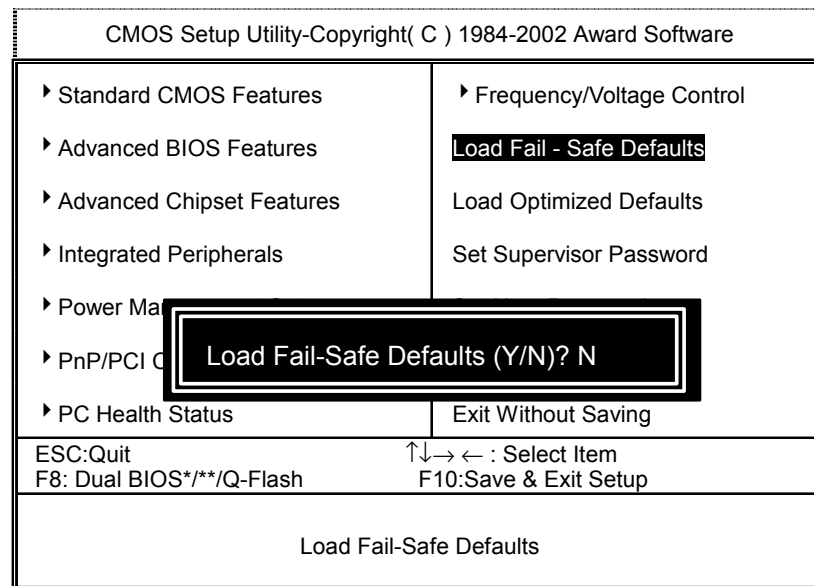 CMOS Setup Utility-Copyright( C ) 1984-2002 Award Software
Standard CMOS Features
Advanced BIOS Features
Advanced Chipset Features
Integrated Peripherals
Power
PnP/PCI
PC Health Status
Frequency/Voltage Control
Load Fail - Safe Defaults
Load Optimized Defaults
Set Supervisor Password
Exit Without Saving
Load Fail-Safe Defaults (Y/N)? N
ESC:Quit ↑↓→ ← : Select Item
F8: Dual BIOS*/**/Q-Flash F10:Save & Exit Setup
Load Fail-Safe Defaults